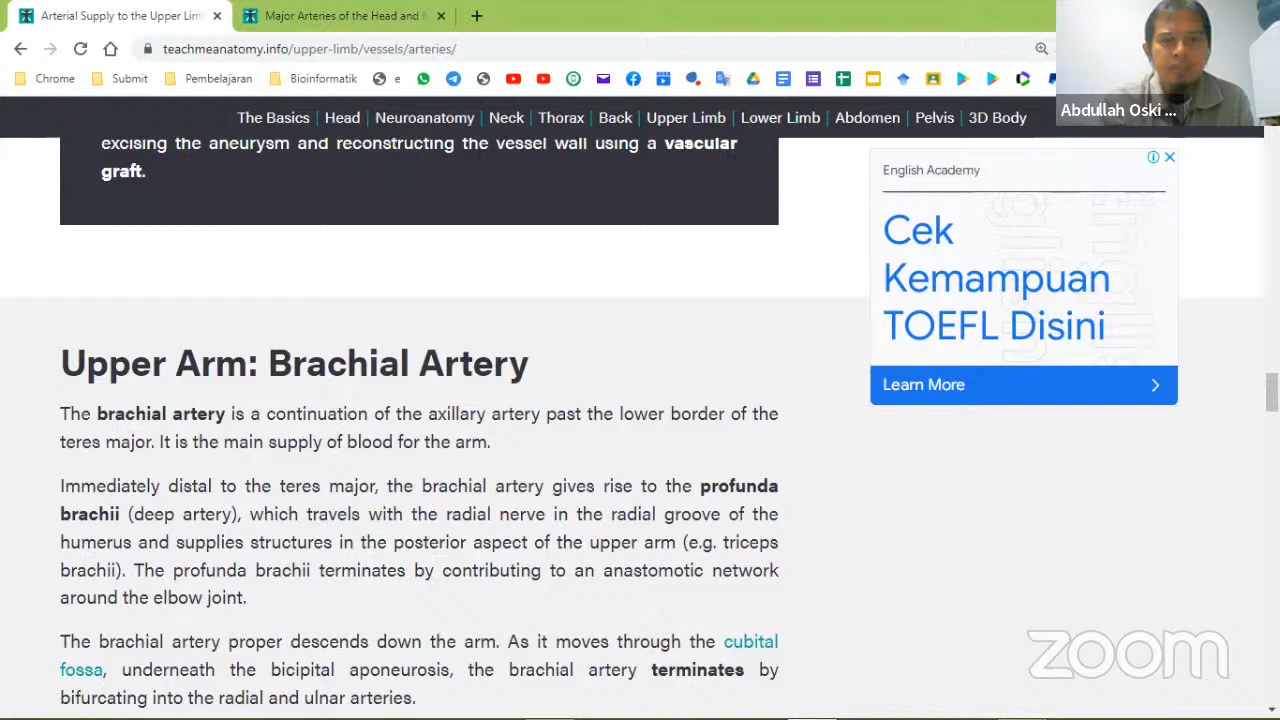 Arterial Supply to the Upper Lim
Major Arteries of the Head and N
teachmeanatomy.info/upper-limb/vessels/arteries/
Chrome
Submit
Pembelajaran
Bioinformatik
e
Abdullah Oski ...
The Basics | Head | Neuroanatomy | Neck | Thorax | Back | Upper Limb | Lower Limb | Abdomen | Pelvis | 3D Body
excising the aneurysm and reconstructing the vessel wall using a vascular
graft.
English Academy
Cek
Kemampuan
TOEFL Disini
Learn More
Upper Arm: Brachial Artery
The brachial artery is a continuation of the axillary artery past the lower border of the
teres major. It is the main supply of blood for the arm.
Immediately distal to the teres major, the brachial artery gives rise to the profunda
brachii (deep artery), which travels with the radial nerve in the radial groove of the
humerus and supplies structures in the posterior aspect of the upper arm (e.g. triceps
brachii). The profunda brachii terminates by contributing to an anastomotic network
around the elbow joint.
The brachial artery proper descends down the arm. As it moves through the cubital
fossa, underneath the bicipital aponeurosis, the brachial artery terminates by
bifurcating into the radial and ulnar arteries.
zoom